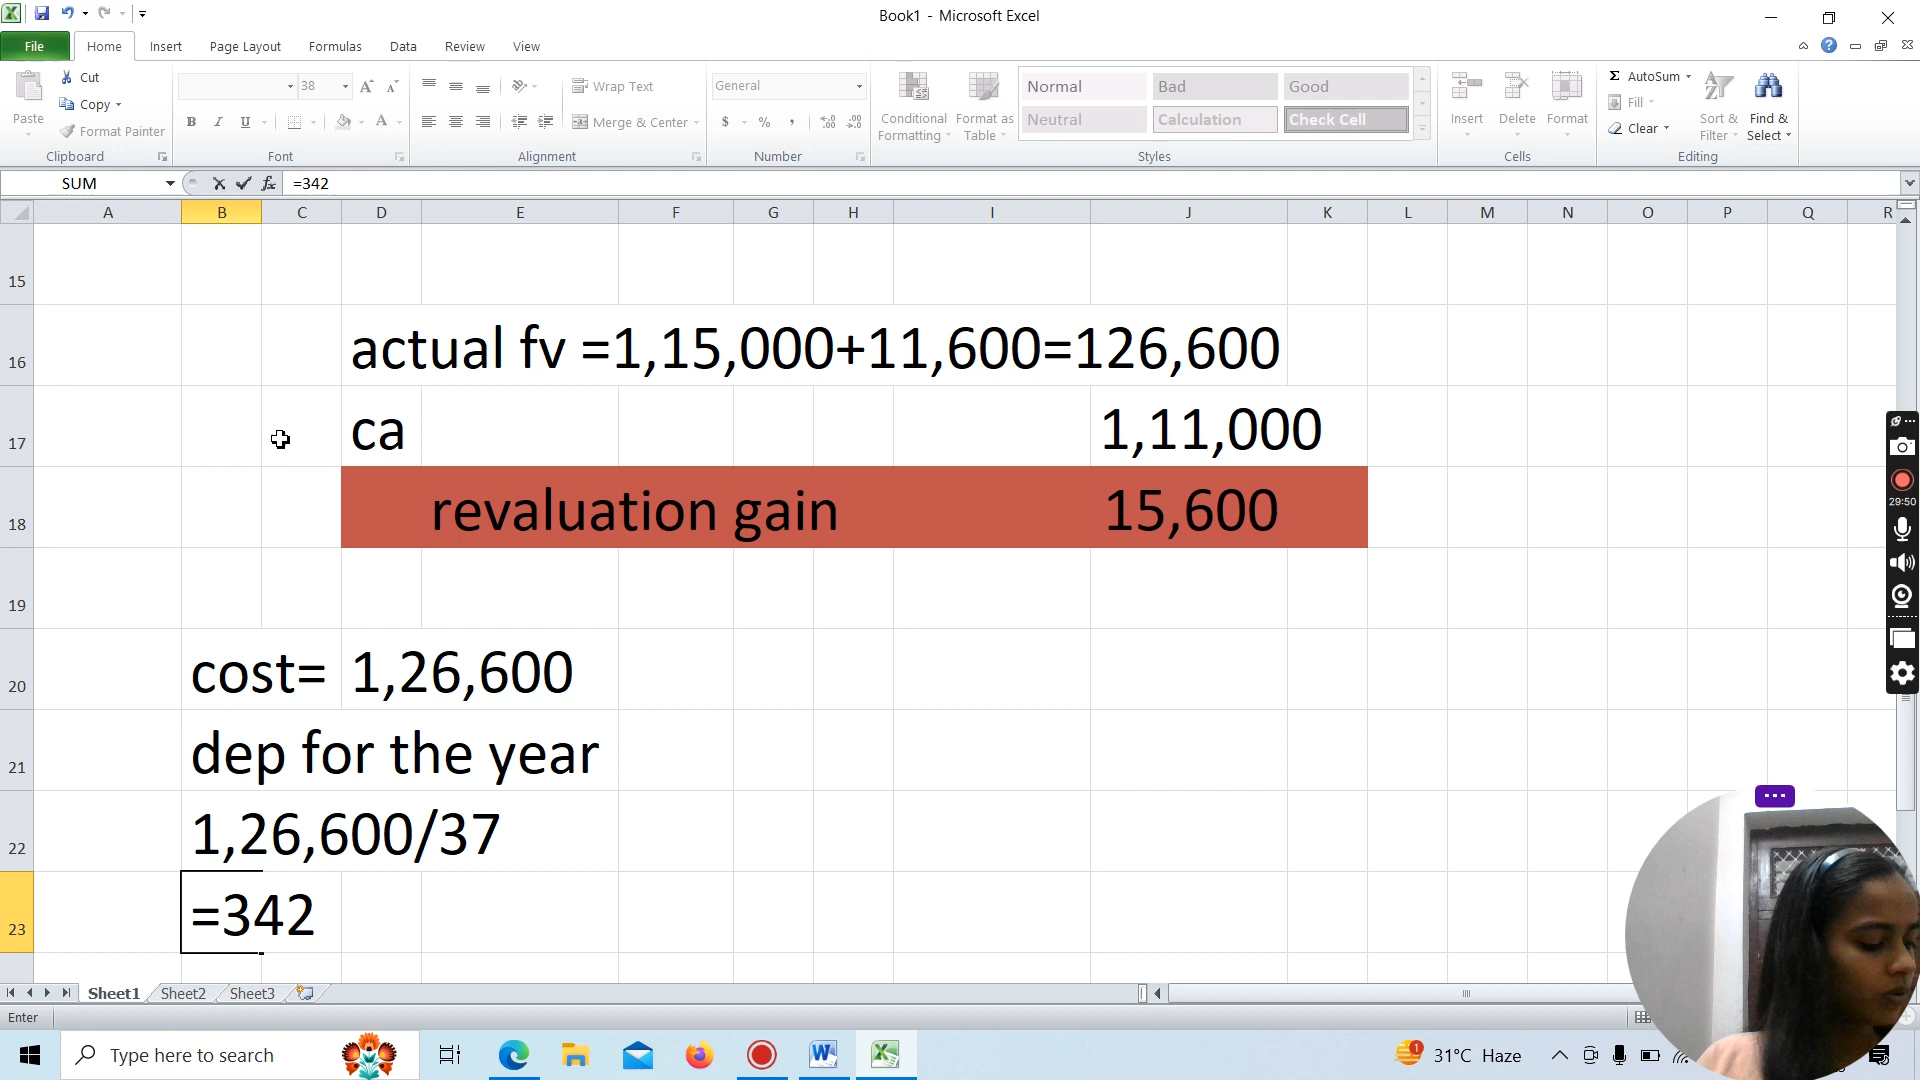 Book1 - Microsoft Excel
File Home Insert Page Layout Formulas Data Review View
Paste
Cut
Copy
Format Painter
Clipboard
38
Font
Wrap Text
Merge & Center
Alignment
General
Number
Conditional Formatting
Format as Table
Normal Bad Good
Neutral Calculation Check Cell
Styles
Insert Delete Format
Cells
AutoSum
Fill
Clear
Sort & Filter
Find & Select
Editing
SUM
=342
A B C D E F G H I J K L M N O P Q R
15
16 actual fv =1,15,000+11,600=126,600
17 ca 1,11,000
18 revaluation gain 15,600
19
20 cost= 1,26,600
21 dep for the year
22 1,26,600/37
23 =342
29:50
Sheet1 Sheet2 Sheet3
Enter
Type here to search
31°C Haze